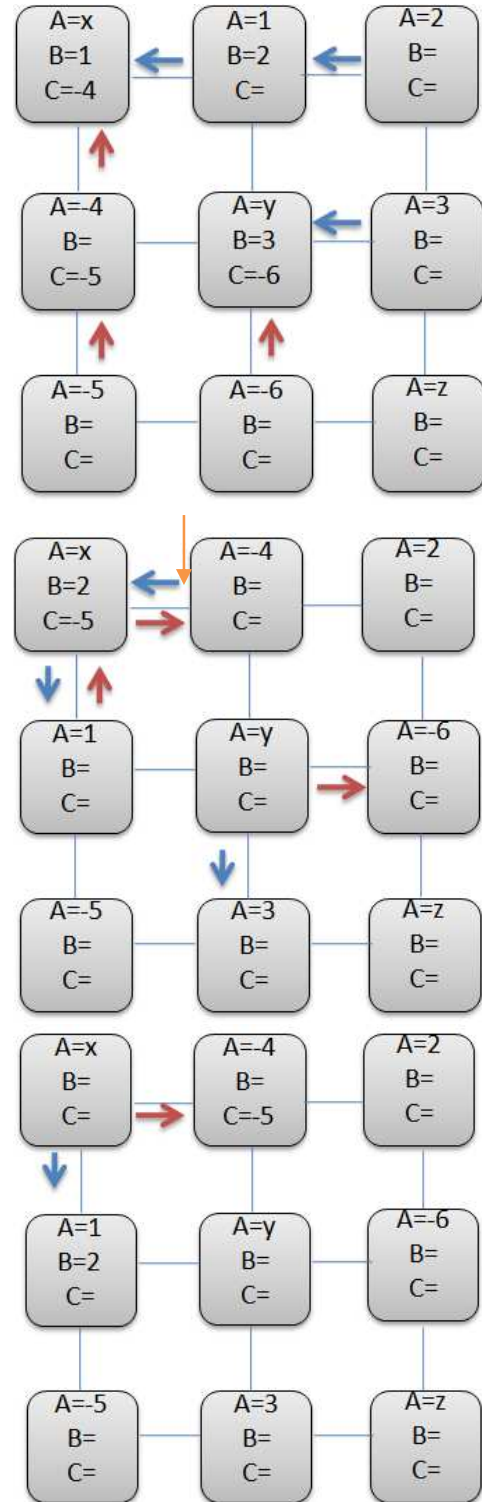 A=x
B=1
C=-4
A=1
B=2
C=
A=2
B=
C=
A=-4
B=
C=-5
A=y
B=3
C=-6
A=3
B=
C=
A=-5
B=
C=
A=-6
B=
C=
A=z
B=
C=
A=x
B=2
C=-5
A=-4
B=
C=
A=2
B=
C=
A=1
B=
C=
A=y
B=
C=
A=-6
B=
C=
A=-5
B=
C=
A=3
B=
C=
A=z
B=
C=
A=x
B=
C=
A=-4
B=
C=-5
A=2
B=
C=
A=1
B=2
C=
A=y
B=
C=
A=-6
B=
C=
A=-5
B=
C=
A=3
B=
C=
A=z
B=
C=